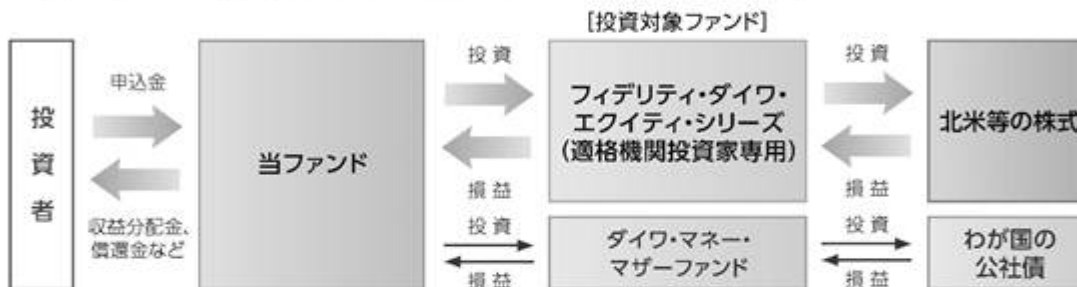 [投資対象ファンド]
投資者
申込金
収益分配金、
償還金など
当ファンド
投資
損益
投資
損益
フィデリティ・ダイワ・
エクイティ・シリーズ
(適格機関投資家専用)
ダイワ・マネー・
マザーファンド
投資
損益
投資
損益
北米等の株式
わが国の
公社債